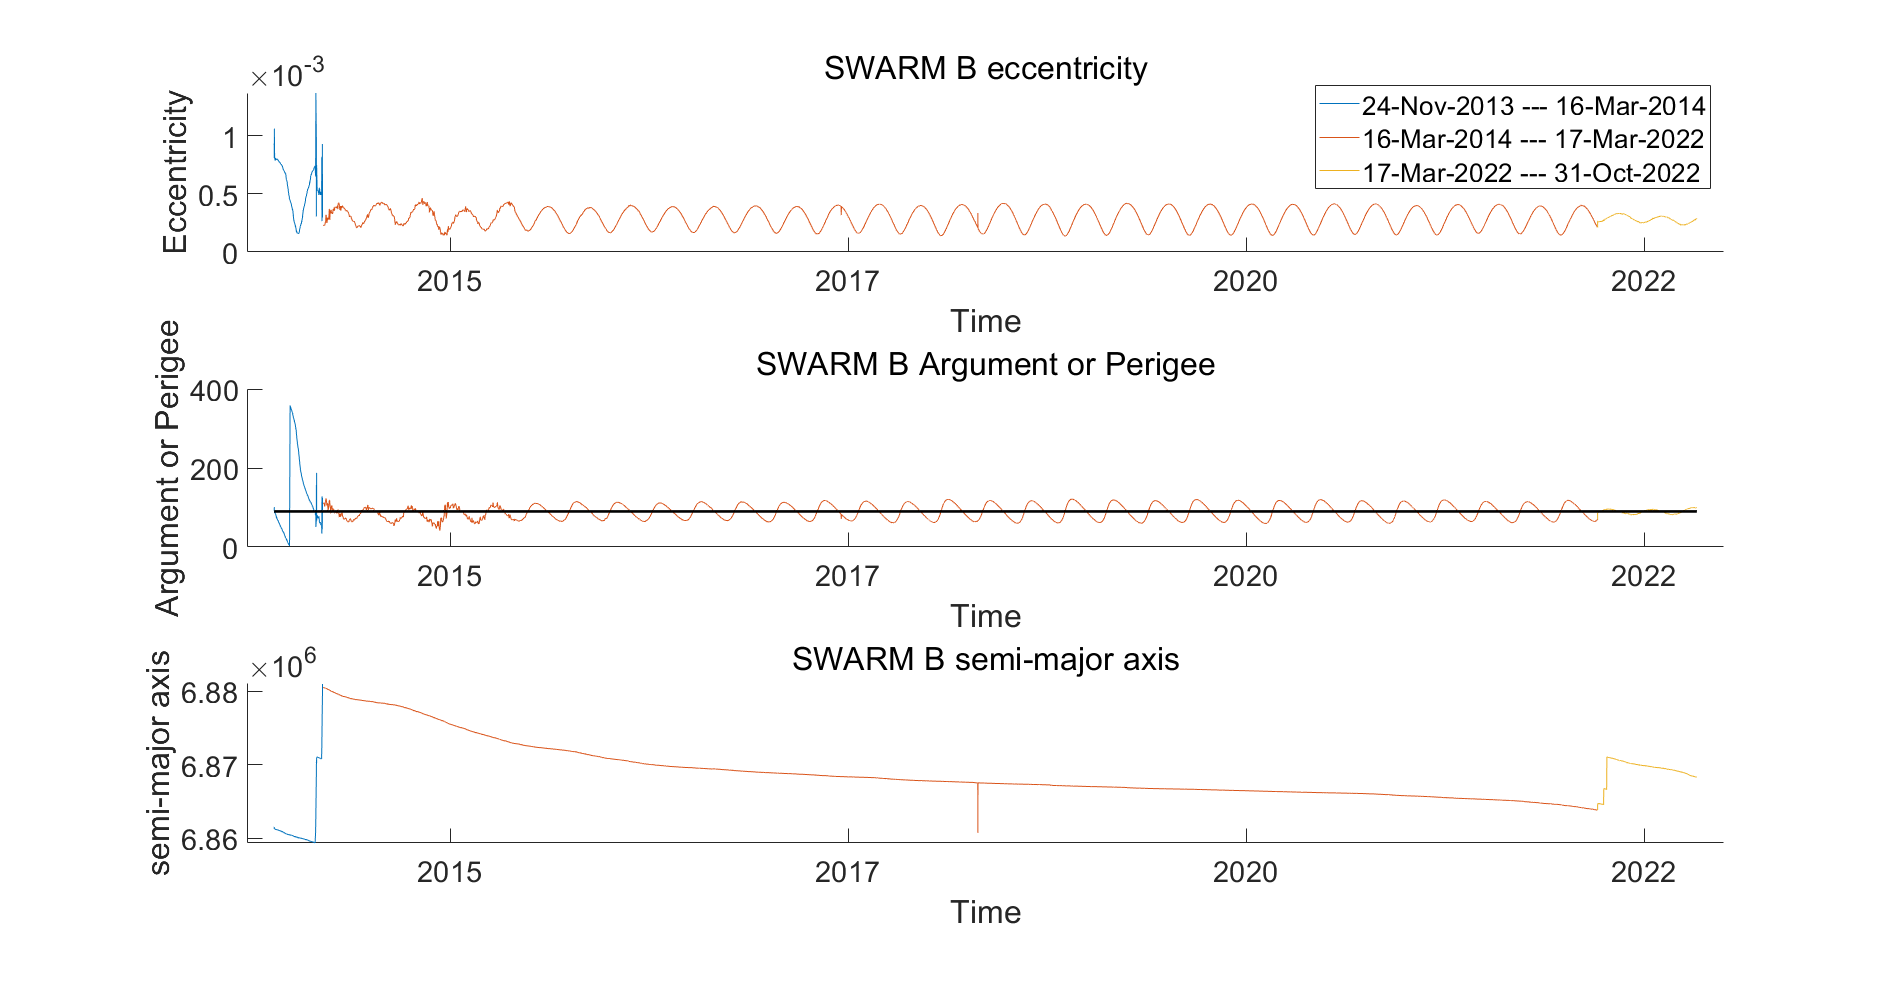 SWARM B eccentricity
×10-3
Eccentricity
1
0.5
0
2015 2017 2020 2022
Time
24-Nov-2013 --- 16-Mar-2014
16-Mar-2014 --- 17-Mar-2022
17-Mar-2022 --- 31-Oct-2022
SWARM B Argument or Perigee
Argument or Perigee
400
200
0
2015 2017 2020 2022
Time
SWARM B semi-major axis
×106
semi-major axis
6.88
6.87
6.86
2015 2017 2020 2022
Time